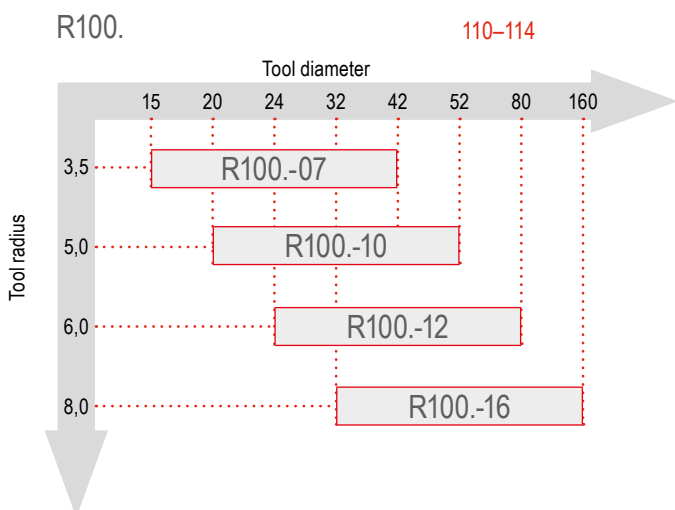 R100. 110–114
Tool diameter
15 20 24 32 42 52 80 160
Tool radius
3,5 R100.-07
5,0 R100.-10
6,0 R100.-12
8,0 R100.-16